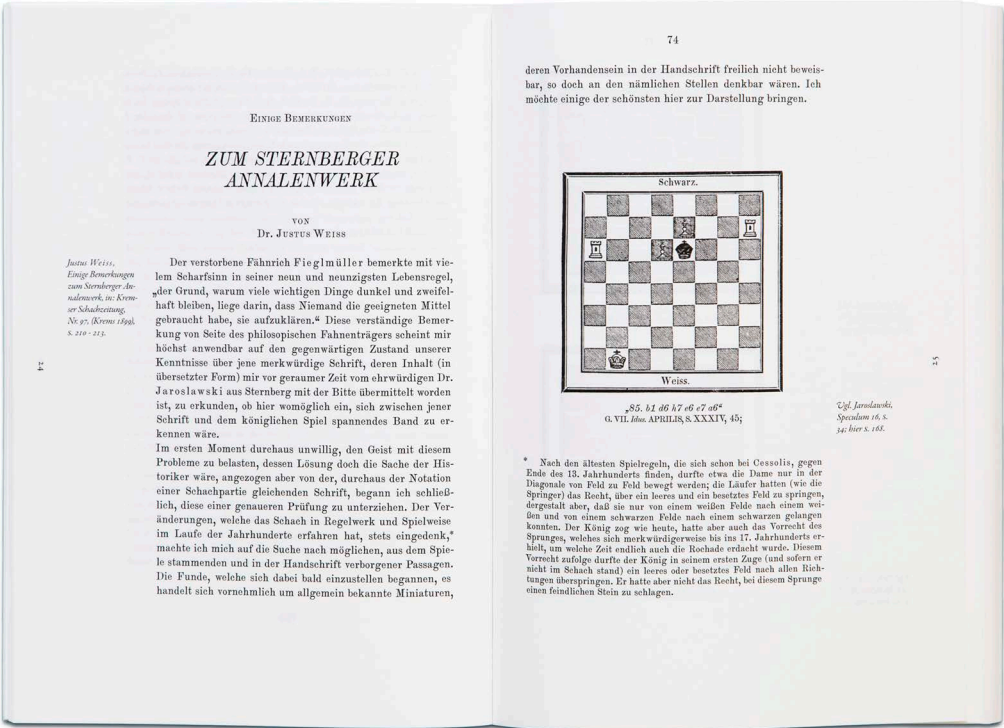 EINIGE BEMERKUNGEN
ZUM STERNBERGER
ANNALENWERK
VON
DR. JUSTUS WEISS
Justus Weiss,
Einige Bemerkungen
zum Sternberger An-
nalenwerk, in: Krem-
ser Schachzeitung,
Nr. 97, (Krems 1899),
S. 210 - 213.
24
Der verstorbene Fähnrich Fieglmüller bemerkte mit vie-
lem Scharfsinn in seiner neun und neunzigsten Lebensregel,
„der Grund, warum viele wichtigen Dinge dunkel und zweifel-
haft bleiben, liege darin, dass Niemand die geeigneten Mittel
gebraucht habe, sie aufzuklären.“ Diese verständige Bemer-
kung von Seite des philosopischen Fahnenträgers scheint mir
höchst anwendbar auf den gegenwärtigen Zustand unserer
Kenntnisse über jene merkwürdige Schrift, deren Inhalt (in
übersetzter Form) mir vor geraumer Zeit vom ehrwürdigen Dr.
Jaroslawski aus Sternberg mit der Bitte übermittelt worden
ist, zu erkunden, ob hier womöglich ein, sich zwischen jener
Schrift und dem königlichen Spiel spannendes Band zu er-
kennen wäre.
Im ersten Moment durchaus unwillig, den Geist mit diesem
Probleme zu belasten, dessen Lösung doch die Sache der His-
toriker wäre, angezogen aber von der, durchaus der Notation
einer Schachpartie gleichenden Schrift, begann ich schließ-
lich, diese einer genaueren Prüfung zu unterziehen. Der Ver-
änderungen, welche das Schach in Regelwerk und Spielweise
im Laufe der Jahrhunderte erfahren hat, stets eingedenk,*
machte ich mich auf die Suche nach möglichen, aus dem Spie-
le stammenden und in der Handschrift verborgener Passagen.
Die Funde, welche sich dabei bald einzustellen begannen, es
handelt sich vornehmlich um allgemein bekannte Miniaturen,
74
deren Vorhandensein in der Handschrift freilich nicht beweis-
bar, so doch an den nämlichen Stellen denkbar wären. Ich
möchte einige der schönsten hier zur Darstellung bringen.
Schwarz.
Weiss.
„85. b1 d6 h7 e6 e7 a6“
G. VII. Idus. APRILIS, S. XXXIV, 45;
Vgl. Jaroslawski,
Speculum 16, S.
34; hier S. 168.
25
* Nach den ältesten Spielregeln, die sich schon bei Cessolis, gegen
Ende des 13. Jahrhunderts finden, durfte etwa die Dame nur in der
Diagonale von Feld zu Feld bewegt werden; die Läufer hatten (wie die
Springer) das Recht, über ein leeres und ein besetztes Feld zu springen,
dergestalt aber, daß sie nur von einem weißen Felde nach einem wei-
ßen und von einem schwarzen Felde nach einem schwarzen gelangen
konnten. Der König zog wie heute, hatte aber auch das Vorrecht des
Sprunges, welches sich merkwürdigerweise bis ins 17. Jahrhunderts er-
hielt, um welche Zeit endlich auch die Rochade erdacht wurde. Diesem
Vorrecht zufolge durfte der König in seinem ersten Zuge (und sofern er
nicht im Schach stand) ein leeres oder besetztes Feld nach allen Rich-
tungen überspringen. Er hatte aber nicht das Recht, bei diesem Sprunge
einen feindlichen Stein zu schlagen.